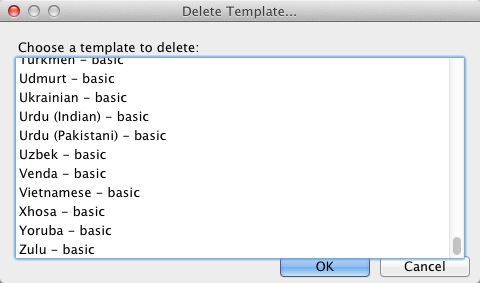 Delete Template...
Choose a template to delete:
Turkmen – basic
Udmurt – basic
Ukrainian – basic
Urdu (Indian) – basic
Urdu (Pakistani) – basic
Uzbek – basic
Venda – basic
Vietnamese – basic
Xhosa – basic
Yoruba – basic
Zulu – basic
OK
Cancel